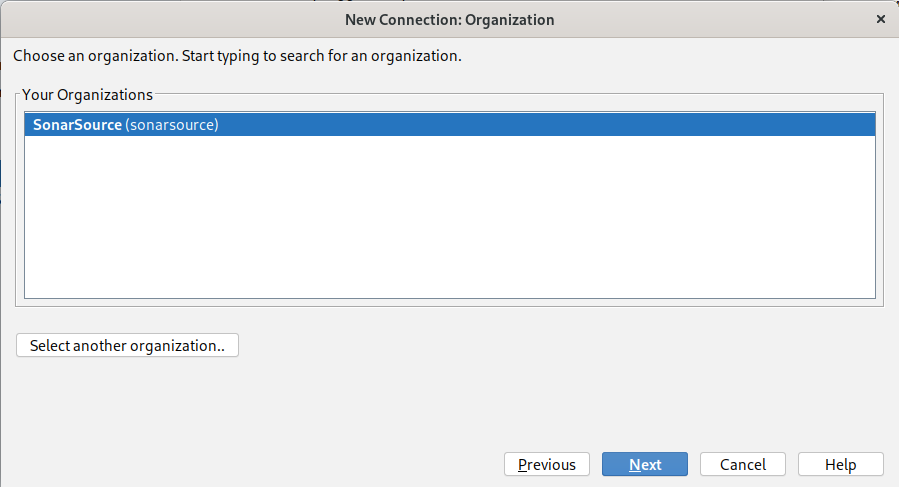 New Connection: Organization
×
Choose an organization. Start typing to search for an organization.
Your Organizations
SonarSource (sonarsource)
Select another organization..
Previous
Next
Cancel
Help